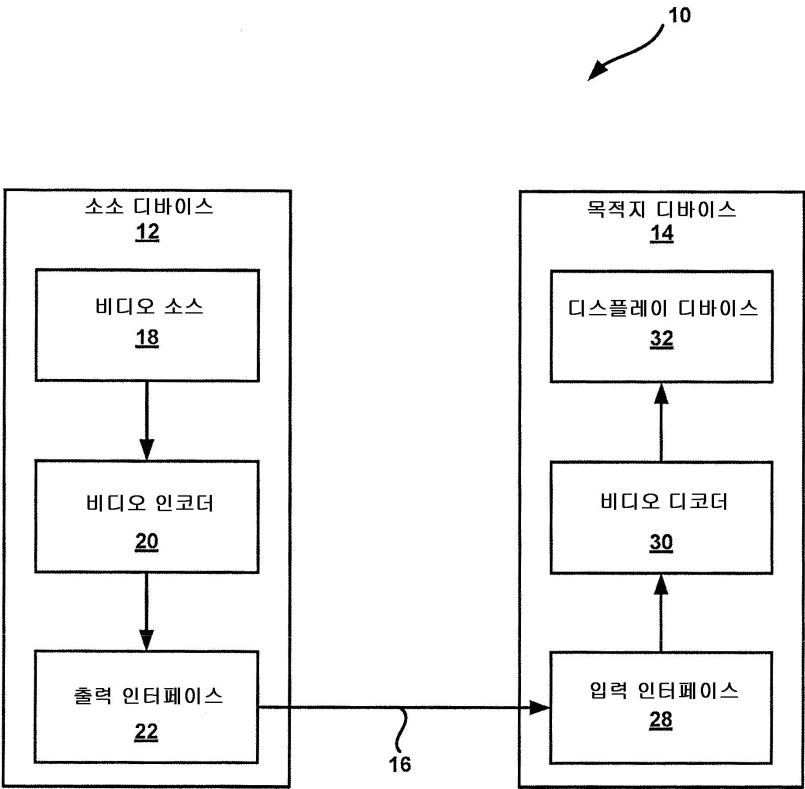 10
소소 디바이스
12
비디오 소스
18
비디오 인코더
20
출력 인터페이스
22
16
목적지 디바이스
14
디스플레이 디바이스
32
비디오 디코더
30
입력 인터페이스
28